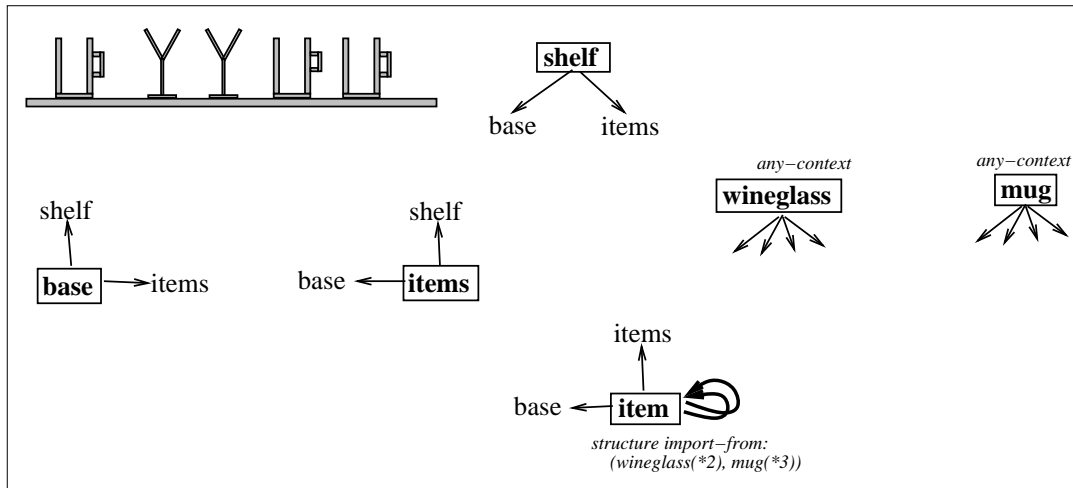 shelf
base
items
any−context
wineglass
any−context
mug
shelf
base
items
shelf
base
items
items
base
item
structure import−from:
(wineglass(*2), mug(*3))